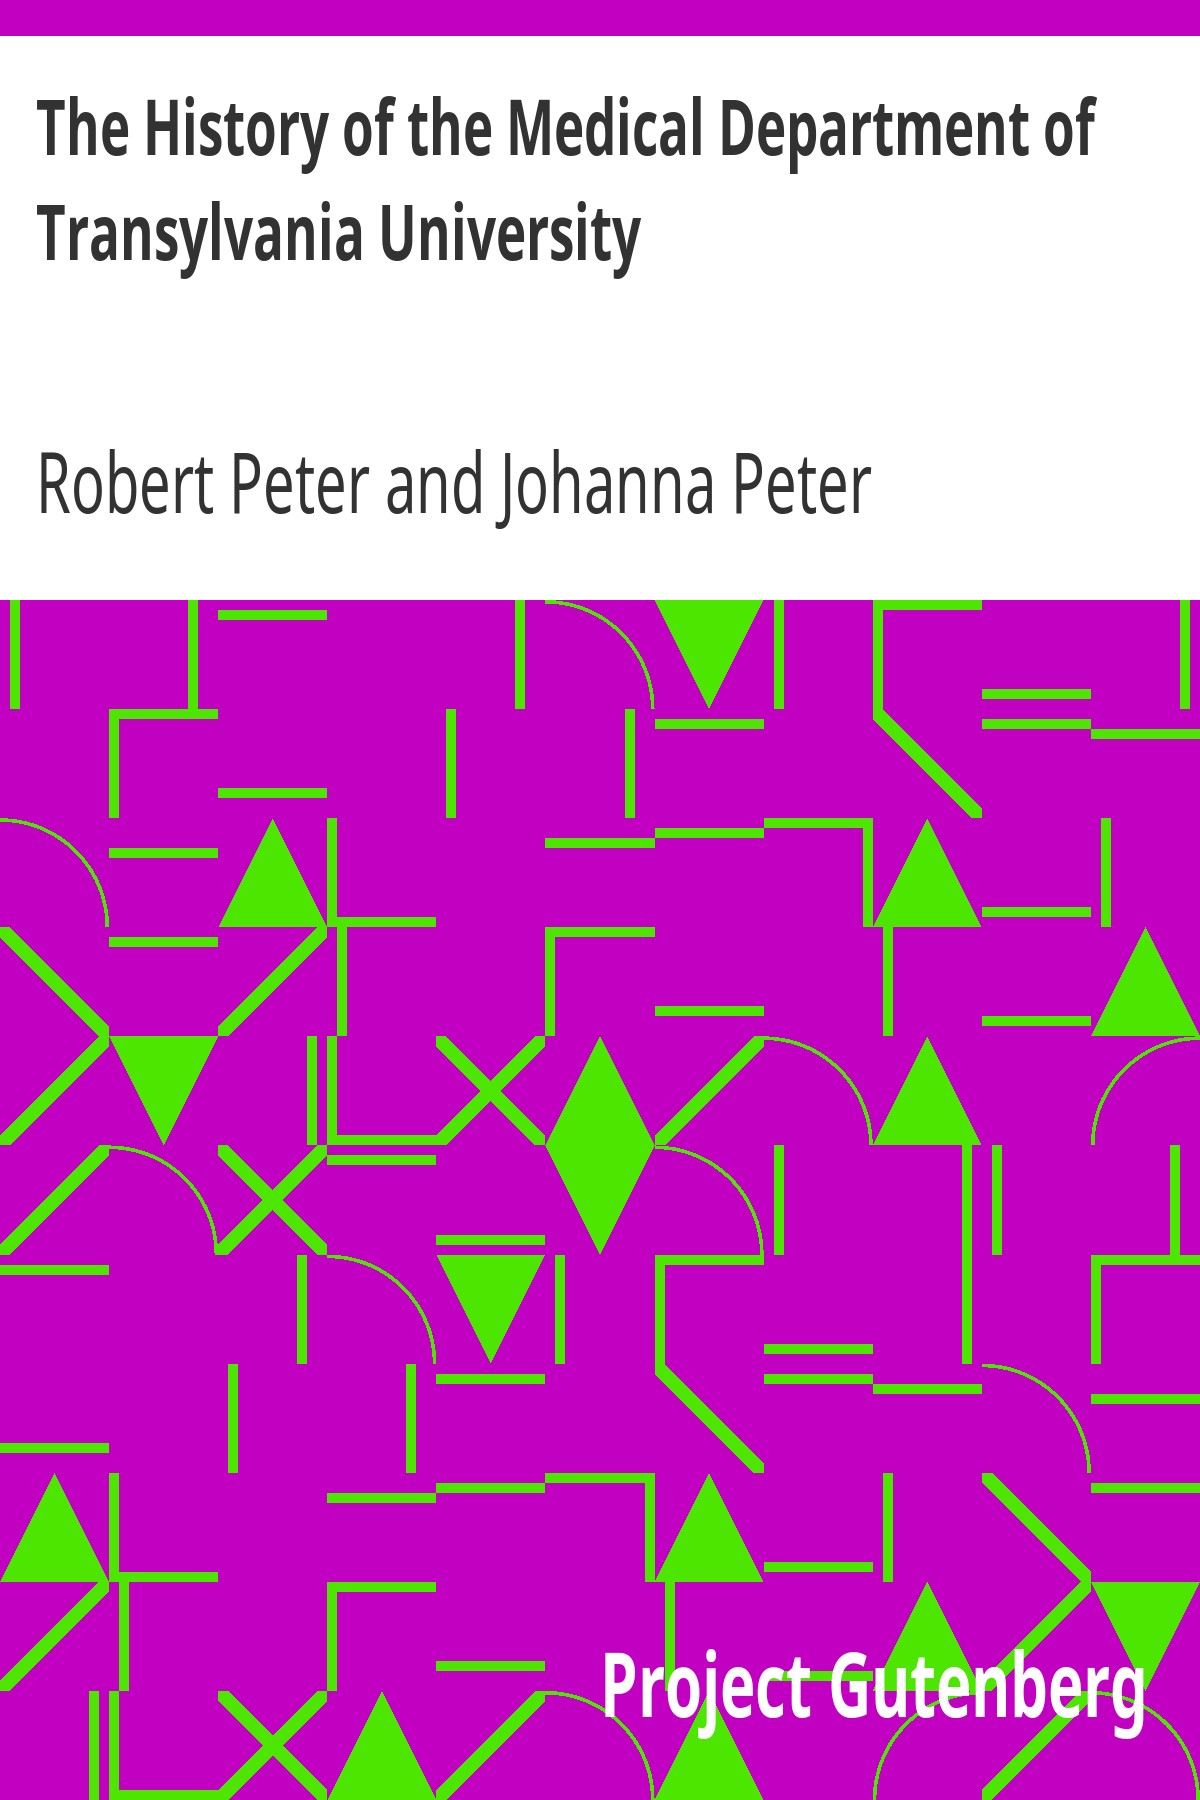 The History of the Medical Department of
Transylvania University
Robert Peter and Johanna Peter
Project Gutenberg